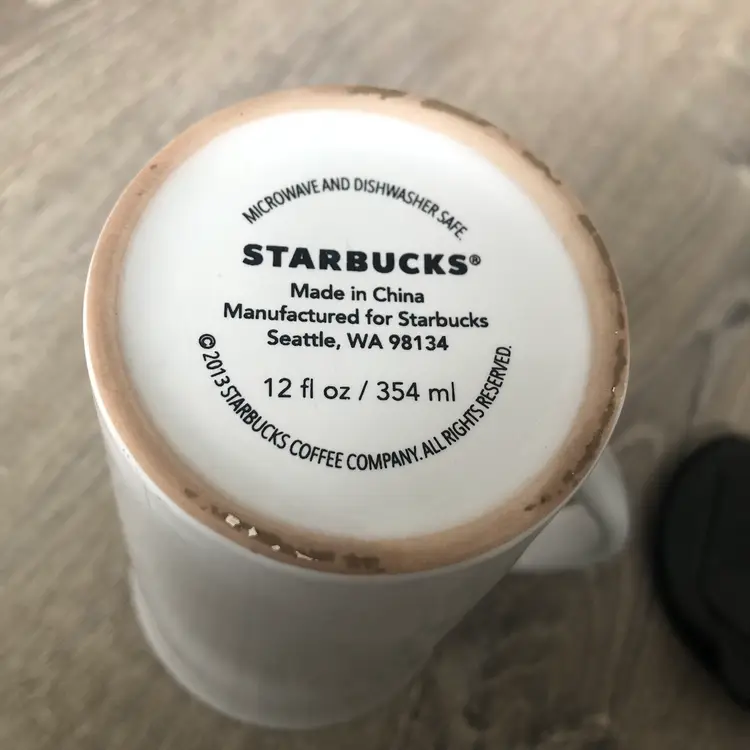 MICROWAVE AND DISHWASHER SAFE.
STARBUCKS®
Made in China
Manufactured for Starbucks
Seattle, WA 98134
12 fl oz / 354 ml
© 2013 STARBUCKS COFFEE COMPANY. ALL RIGHTS RESERVED.